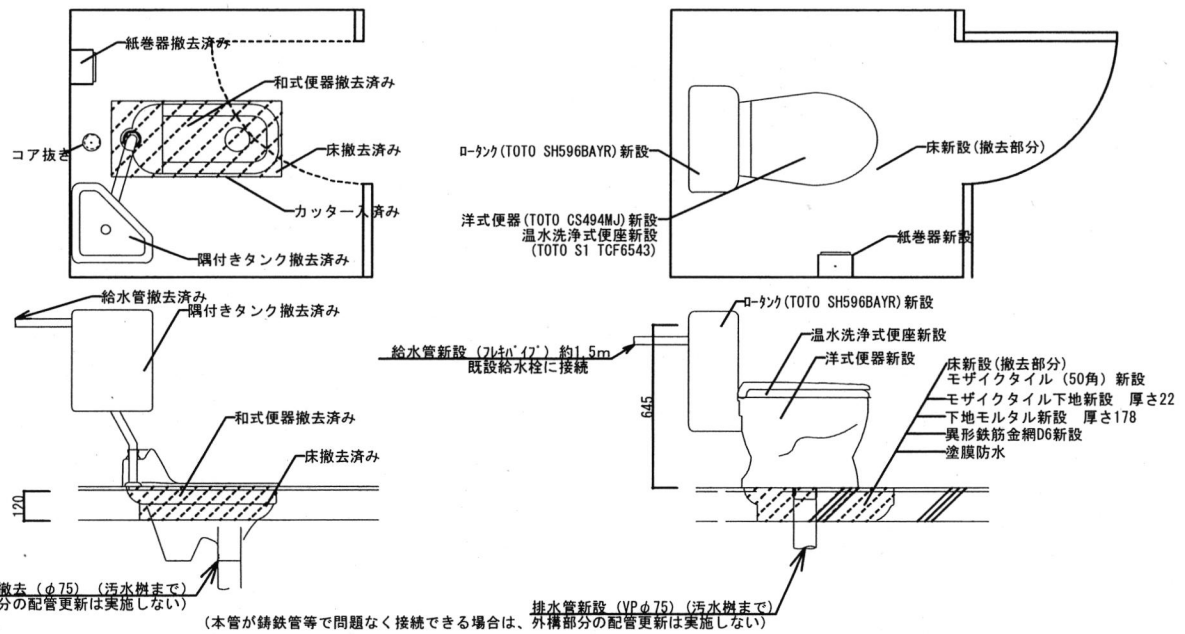 紙巻器撤去済み
和式便器撤去済み
コア抜き
床撤去済み
カッター入済み
隅付きタンク撤去済み
ロータンク(TOTO SH596BAYR)新設
床新設(撤去部分)
洋式便器(TOTO CS494MJ)新設
温水洗浄式便座新設
(TOTO S1 TCF6543)
紙巻器新設
給水管撤去済み
隅付きタンク撤去済み
和式便器撤去済み
床撤去済み
120
撤去(φ75)(汚水桝まで)
分の配管更新は実施しない)
ロータンク(TOTO SH596BAYR)新設
温水洗浄式便座新設
洋式便器新設
給水管新設(フレキパイプ)約1.5m
既設給水栓に接続
645
床新設(撤去部分)
モザイクタイル(50角)新設
モザイクタイル下地新設 厚さ22
下地モルタル新設 厚さ178
異形鉄筋金網D6新設
塗膜防水
排水管新設(VPφ75)(汚水桝まで)
(本管が鋳鉄管等で問題なく接続できる場合は、外構部分の配管更新は実施しない)